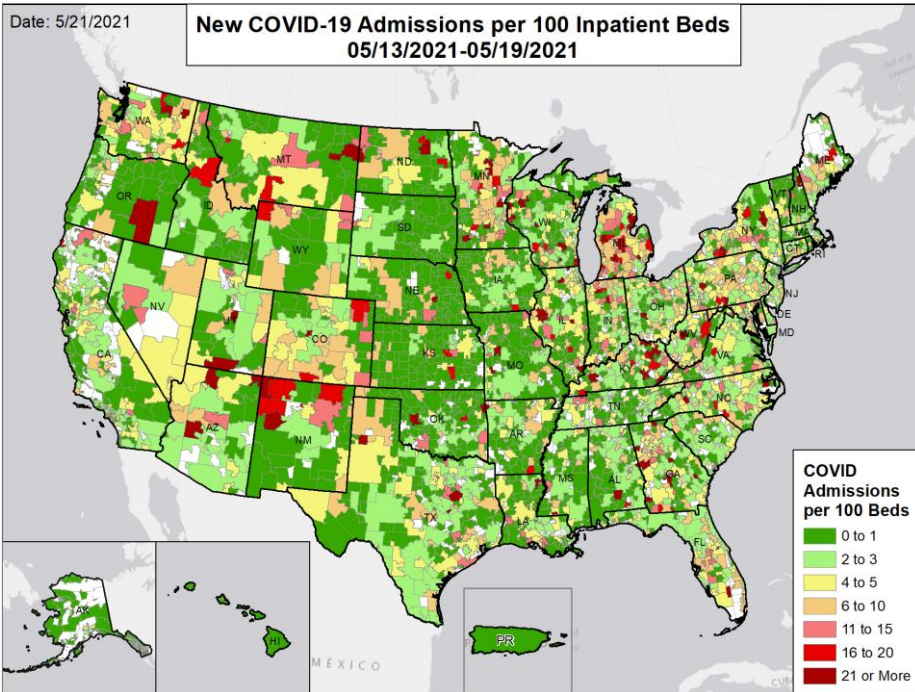 Date: 5/21/2021
New COVID-19 Admissions per 100 Inpatient Beds
05/13/2021-05/19/2021
WA
MT
ND
MN
ME
OR
ID
WI
VT
NH
SD
MI
NY
MA
WY
CT
RI
IA
PA
NJ
NE
NV
OH
DE
UT
IL
IN
MD
CO
WV
CA
KS
MO
KY
VA
TN
NC
OK
AZ
NM
AR
SC
MS
AL
GA
TX
LA
FL
AK
HI
PR
MÉXICO
CUBA
COVID
Admissions
per 100 Beds
0 to 1
2 to 3
4 to 5
6 to 10
11 to 15
16 to 20
21 or More